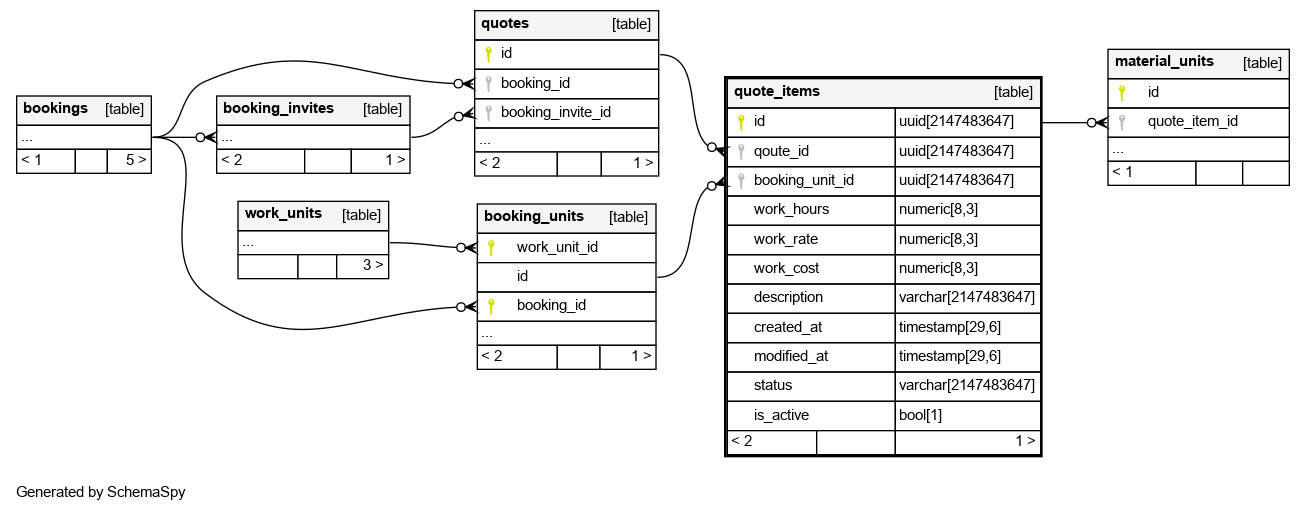 bookings [table]
...
< 1 5 >
booking_invites [table]
...
< 2 1 >
quotes [table]
id
booking_id
booking_invite_id
...
< 2 1 >
work_units [table]
...
3 >
booking_units [table]
work_unit_id
id
booking_id
...
< 2 1 >
quote_items [table]
id uuid[2147483647]
qoute_id uuid[2147483647]
booking_unit_id uuid[2147483647]
work_hours numeric[8,3]
work_rate numeric[8,3]
work_cost numeric[8,3]
description varchar[2147483647]
created_at timestamp[29,6]
modified_at timestamp[29,6]
status varchar[2147483647]
is_active bool[1]
< 2 1 >
material_units [table]
id
quote_item_id
...
< 1
Generated by SchemaSpy